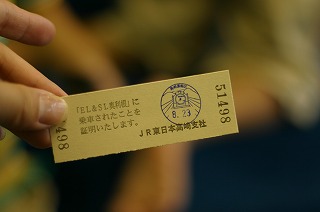 「EL&SL奥利根」に
乗車されたことを
証明いたします。
8.23
JR東日本高崎支社
51498
51498